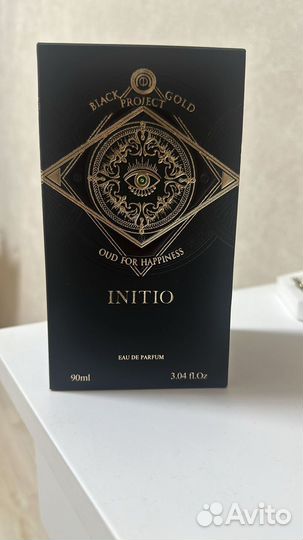 BLACK GOLD
PROJECT
OUD FOR HAPPINESS
INITIO
EAU DE PARFUM
90ml 3.04 fl.Oz
Avito